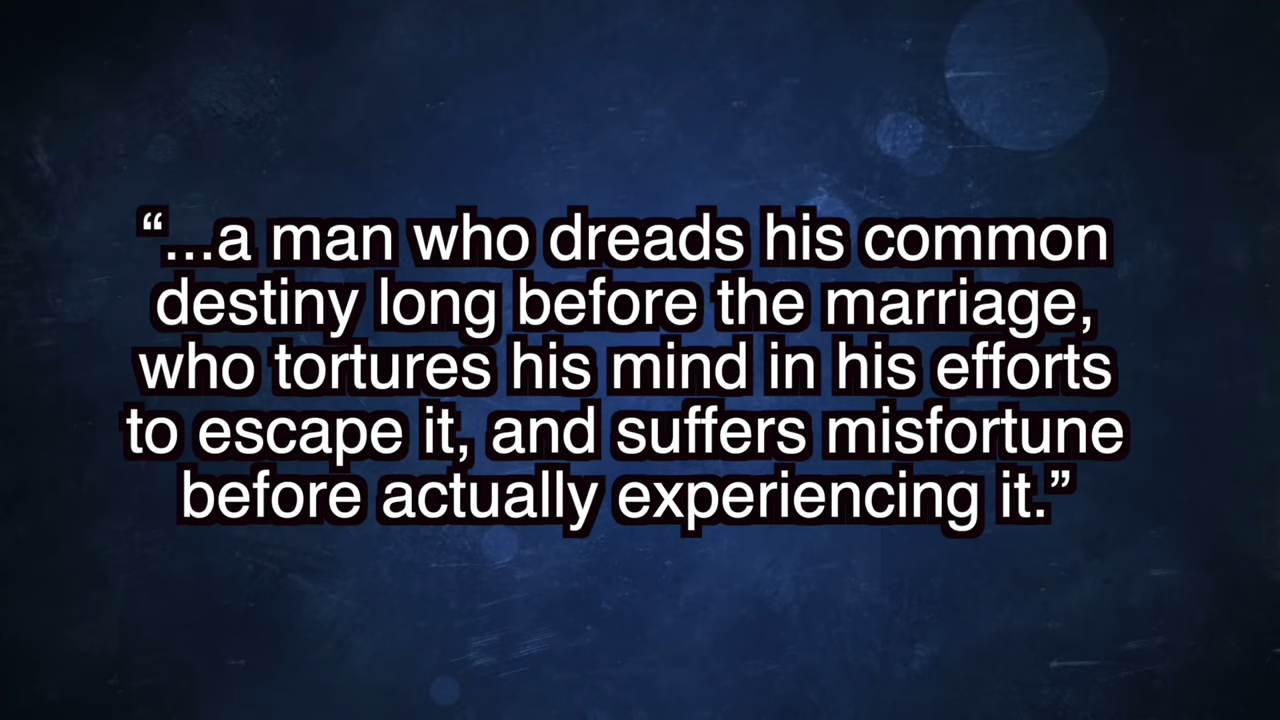 “...a man who dreads his common
destiny long before the marriage,
who tortures his mind in his efforts
to escape it, and suffers misfortune
before actually experiencing it.”